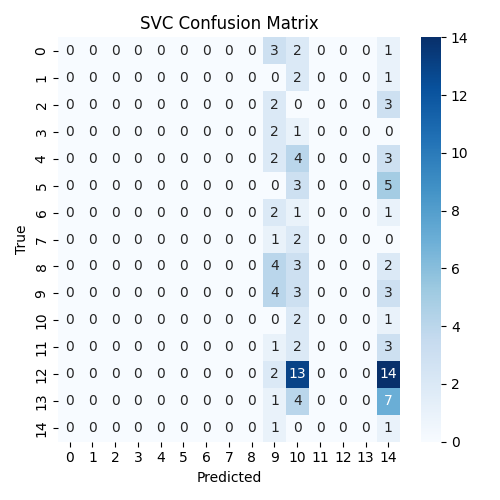 SVC Confusion Matrix
0 0 0 0 0 0 0 0 0 0 3 2 0 0 0 1
1 0 0 0 0 0 0 0 0 0 0 2 0 0 0 1
2 0 0 0 0 0 0 0 0 0 2 0 0 0 0 3
3 0 0 0 0 0 0 0 0 0 2 1 0 0 0 0
4 0 0 0 0 0 0 0 0 0 2 4 0 0 0 3
5 0 0 0 0 0 0 0 0 0 0 3 0 0 0 5
6 0 0 0 0 0 0 0 0 0 2 1 0 0 0 1
7 0 0 0 0 0 0 0 0 0 1 2 0 0 0 0
8 0 0 0 0 0 0 0 0 0 4 3 0 0 0 2
9 0 0 0 0 0 0 0 0 0 4 3 0 0 0 3
10 0 0 0 0 0 0 0 0 0 0 2 0 0 0 1
11 0 0 0 0 0 0 0 0 0 1 2 0 0 0 3
12 0 0 0 0 0 0 0 0 0 2 13 0 0 0 14
13 0 0 0 0 0 0 0 0 0 1 4 0 0 0 7
14 0 0 0 0 0 0 0 0 0 1 0 0 0 0 1
0 1 2 3 4 5 6 7 8 9 10 11 12 13 14
Predicted
True
14
12
10
8
6
4
2
0